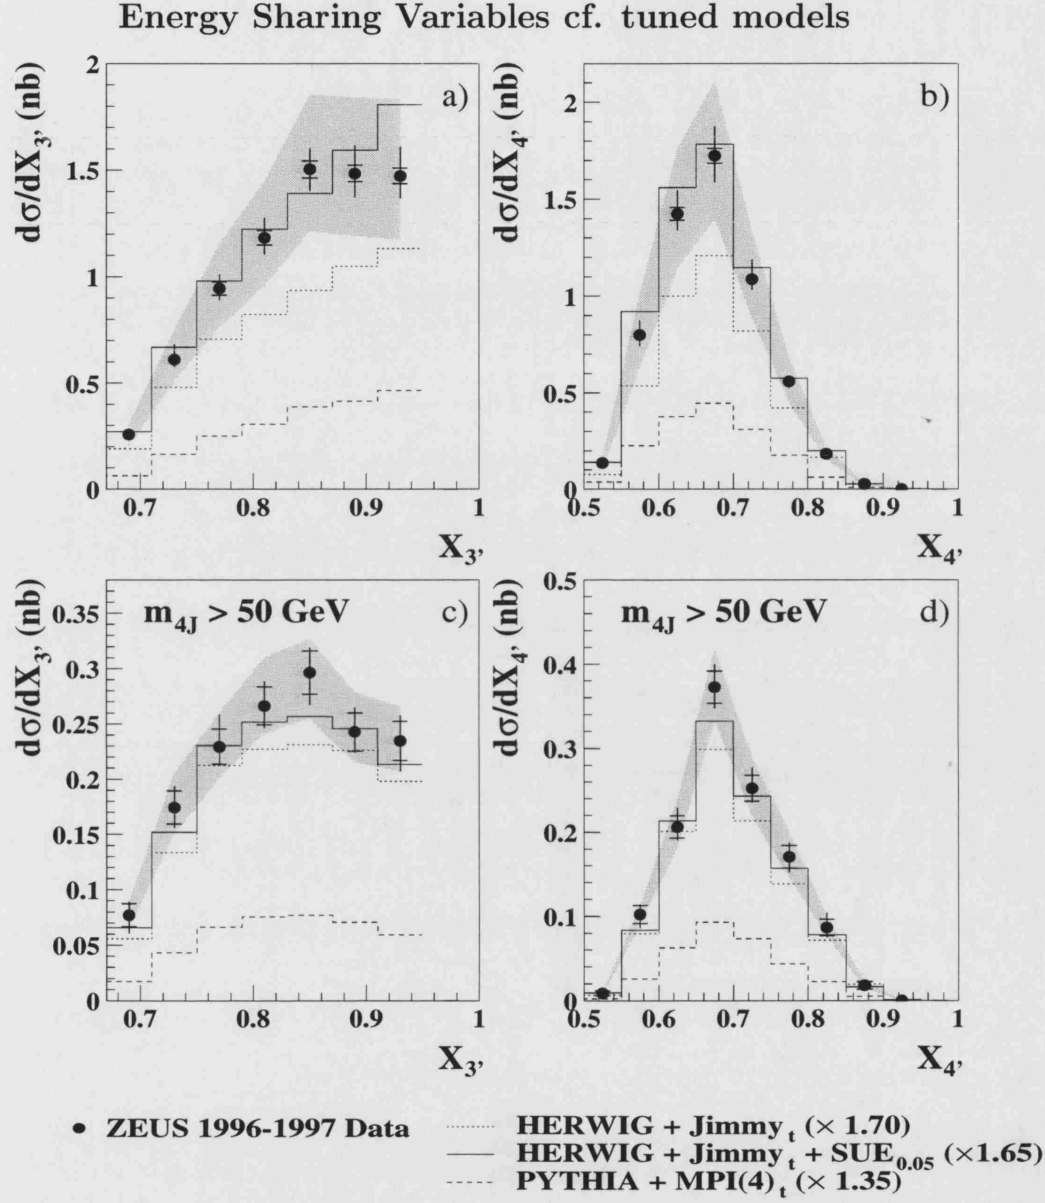 Energy Sharing Variables cf. tuned models
dσ/dX₃, (nb)
2
1.5
1
0.5
0
a)
0.7 0.8 0.9 1
X₃,
dσ/dX₄, (nb)
2
1.5
1
0.5
0
b)
0.5 0.6 0.7 0.8 0.9 1
X₄,
dσ/dX₃, (nb)
0.35
0.3
0.25
0.2
0.15
0.1
0.05
0
m₄J > 50 GeV c)
0.7 0.8 0.9 1
X₃,
dσ/dX₄, (nb)
0.5
0.4
0.3
0.2
0.1
0
m₄J > 50 GeV d)
0.5 0.6 0.7 0.8 0.9 1
X₄,
ZEUS 1996-1997 Data
HERWIG + Jimmyₜ (× 1.70)
HERWIG + Jimmyₜ + SUE₀.₀₅ (×1.65)
PYTHIA + MPI(4)ₜ (× 1.35)